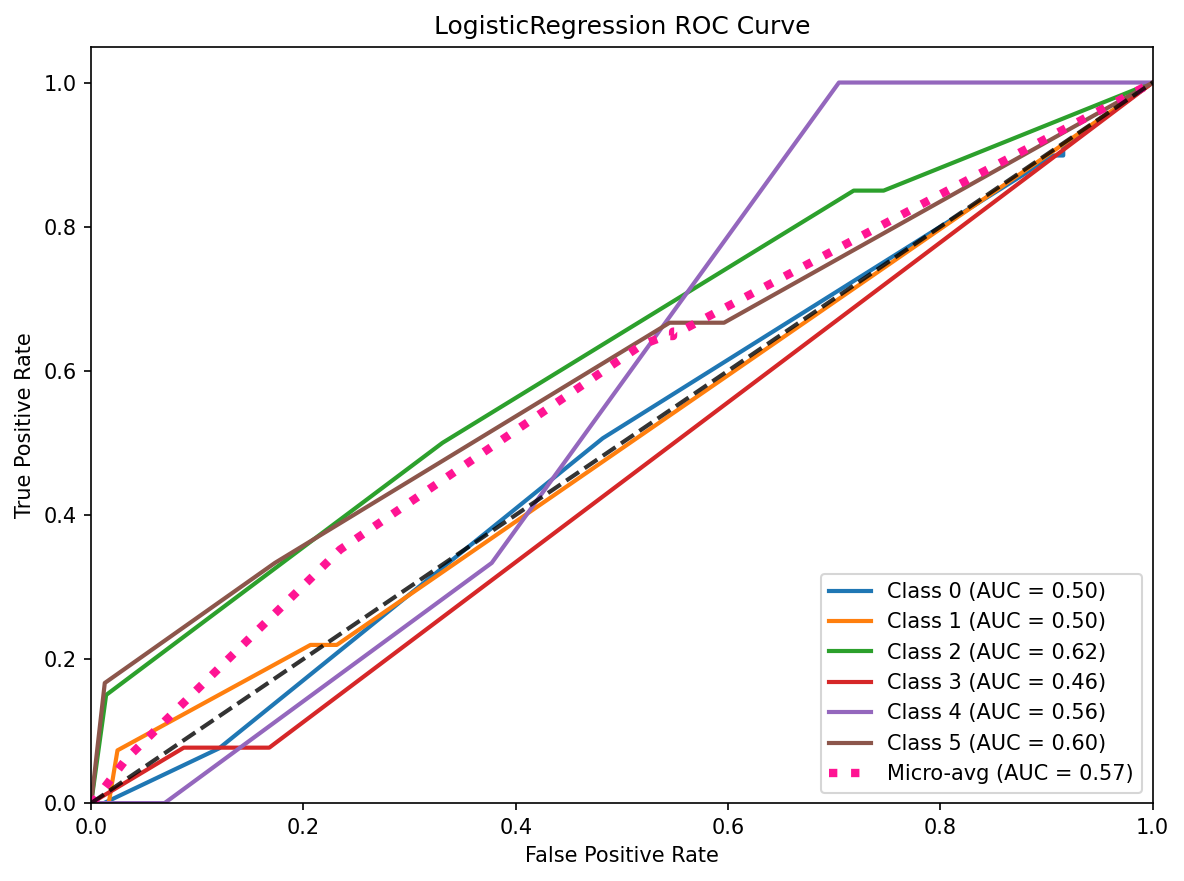 LogisticRegression ROC Curve
True Positive Rate
1.0
0.8
0.6
0.4
0.2
0.0
Class 0 (AUC = 0.50)
Class 1 (AUC = 0.50)
Class 2 (AUC = 0.62)
Class 3 (AUC = 0.46)
Class 4 (AUC = 0.56)
Class 5 (AUC = 0.60)
Micro-avg (AUC = 0.57)
0.0 0.2 0.4 0.6 0.8 1.0
False Positive Rate